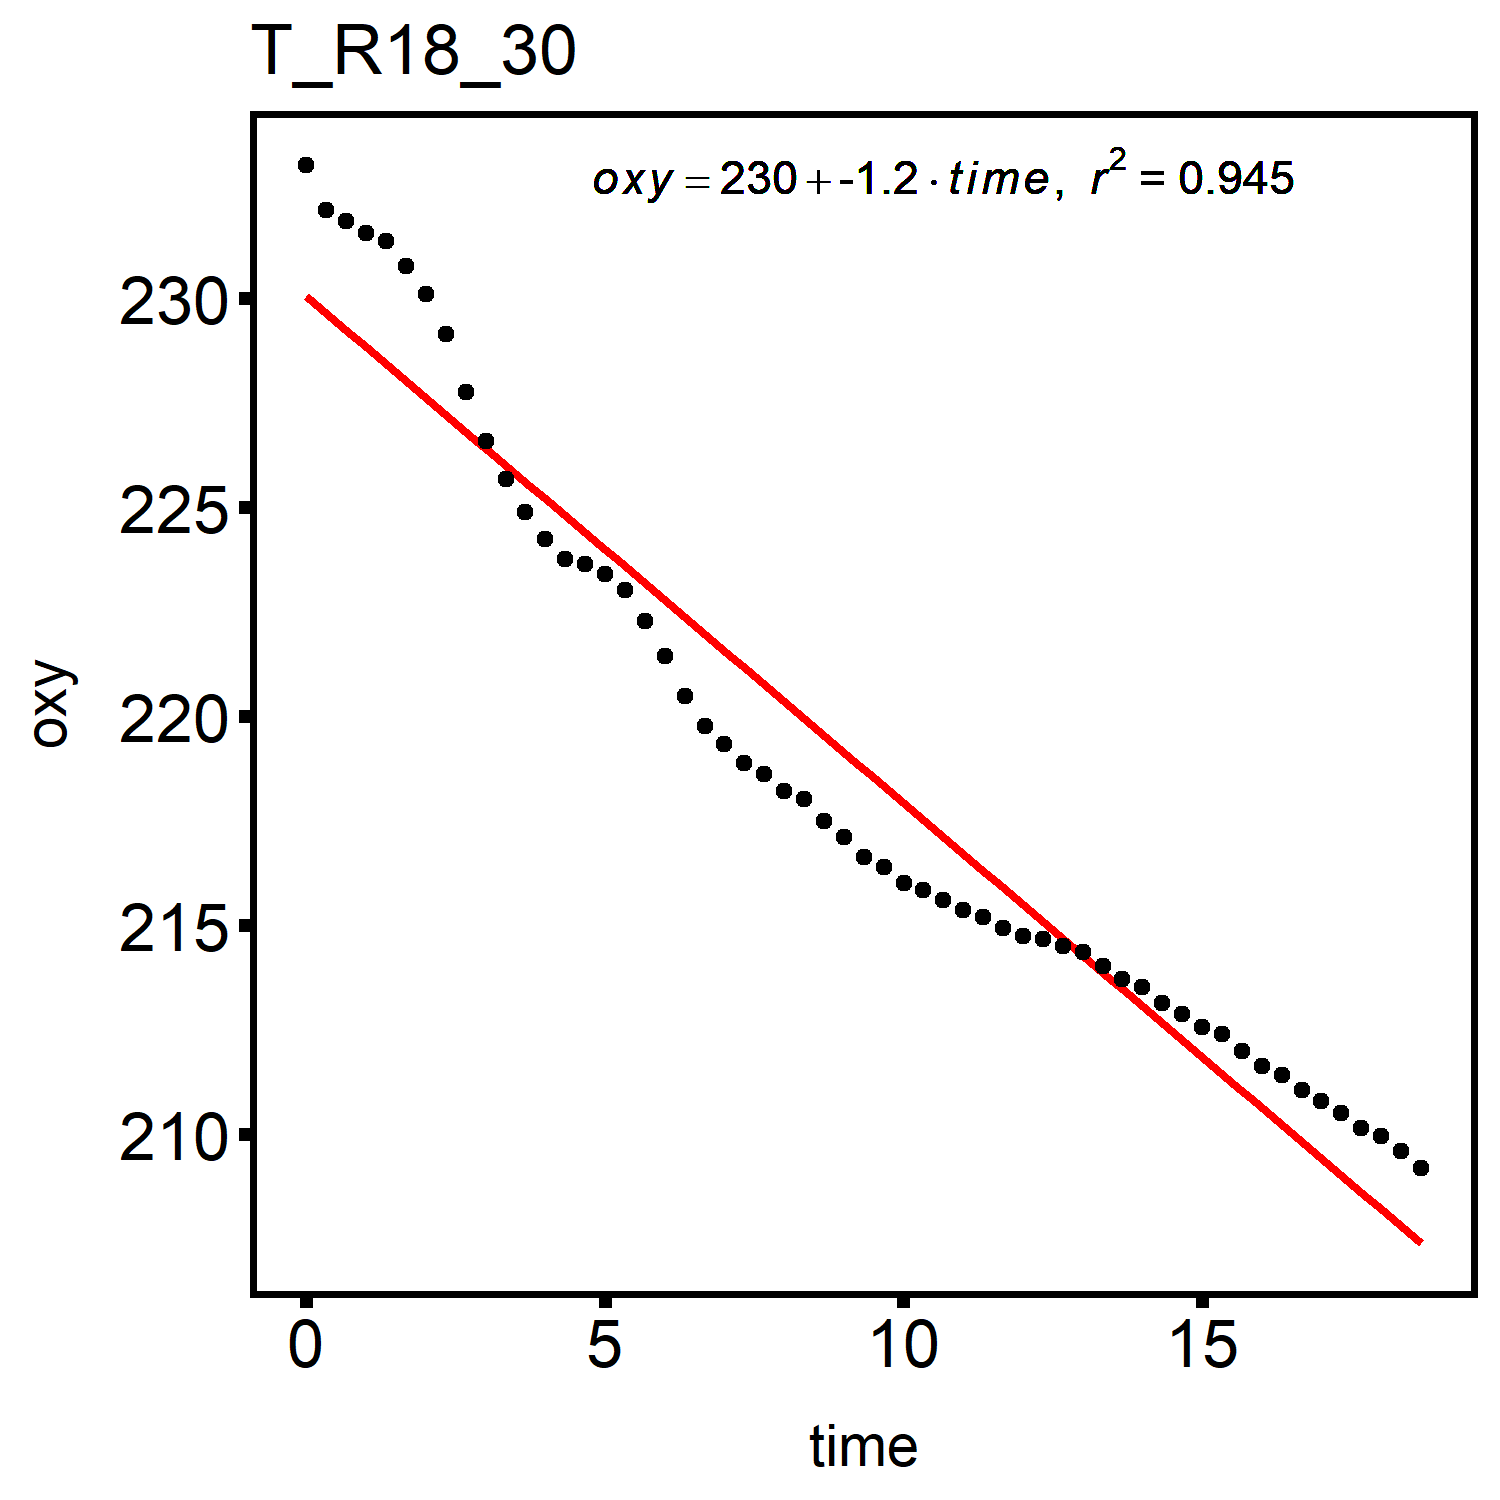 T_R18_30
oxy = 230 + -1.2 · time, r² = 0.945
230
225
220
215
210
oxy
0 5 10 15
time